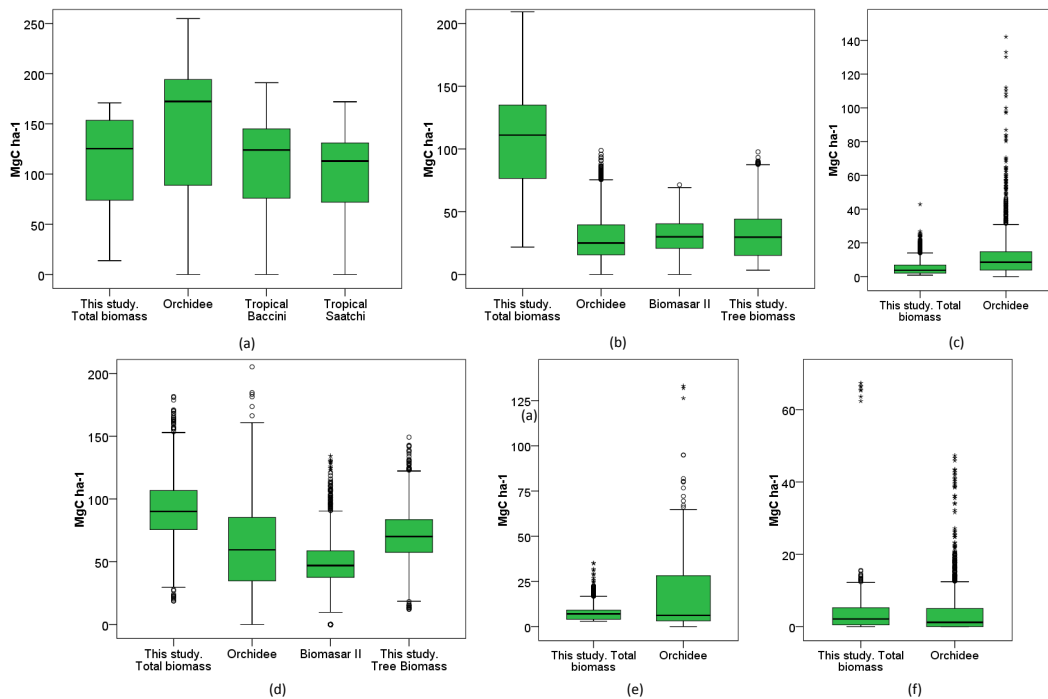 250
200
150
100
50
0
MgC ha-1
This study. Total biomass
Orchidee
Tropical Baccini
Tropical Saatchi
(a)
200
150
100
50
0
MgC ha-1
This study. Total biomass
Orchidee
Biomasar II
This study. Tree biomass
(b)
140
120
100
80
60
40
20
0
MgC ha-1
This study. Total biomass
Orchidee
(c)
200
150
100
50
0
MgC ha-1
This study. Total biomass
Orchidee
Biomasar II
This study. Tree Biomass
(d)
125
(a)
100
75
50
25
0
MgC ha-1
This study. Total biomass
Orchidee
(e)
60
40
20
0
MgC ha-1
This study. Total biomass
Orchidee
(f)